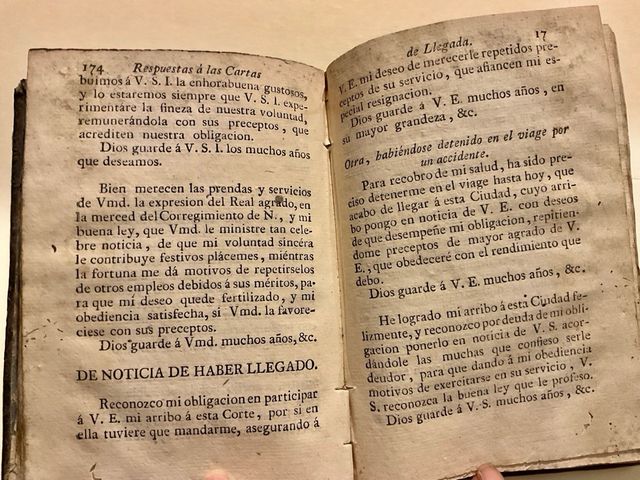 174 Respuestas á las Cartas
buímos á V. S. I. la enhorabuena gustosos,
y lo estaremos siempre que V. S. I. expe-
rimentáre la fineza de nuestra voluntad,
remunerándola con sus preceptos, que
acrediten nuestra obligacion.
Dios guarde á V. S. I. los muchos años
que deseamos.
Bien merecen las prendas y servicios
de Vmd. la expresion del Real agrado, en
la merced del Corregimiento de N., y mi
buena ley, que Vmd. le ministre tan cele-
bre noticia, de que mi voluntad sincéra
le contribuye festivos plácemes, miéntras
la fortuna me dá motivos de repetirselos
de otros empleos debidos á sus méritos, pa-
ra que mí deseo quede fertilizado, y mi
obediencia satisfecha, sí Vmd. la favore-
ciese con sus preceptos.
Dios guarde á Vmd. muchos años, &c.
DE NOTICIA DE HABER LLEGADO.
Reconozco mi obligacion en participar
á V. E. mi arribo á esta Corte, por si en
ella tuviere que mandarme, asegurando á
de Llegada. 17
V. E. mi deseo de merecerle repetidos pre-
ceptos de su servicio, que afiancen mi es-
pecial resignacion.
Dios guarde á V. E. muchos años, en
su mayor grandeza, &c.
Otra, habiéndose detenido en el viage por
un accidente.
Para recobro de mi salud, ha sido pre-
ciso detenerme en el viage hasta hoy, que
acabo de llegar á esta Ciudad, cuyo arri-
bo pongo en noticia de V. E. con deseos
de que desempeñe mi obligacion, repitien-
dome preceptos de mayor agrado de V.
E., que obedeceré con el rendimiento que
debo.
Dios guarde á V. E. muchos años, &c.
He logrado mi arribo á esta Ciudad fe-
lizmente, y reconozco por deuda de mi obli-
gacion ponerlo en noticia de V. S. acor-
dándole las muchas que confieso serle
deudor, para que dando á mi obediencia
motivos de exercitarse en su servicio, V.
S. reconozca la buena ley que le profeso.
Dios guarde á V. S. muchos años, &c.